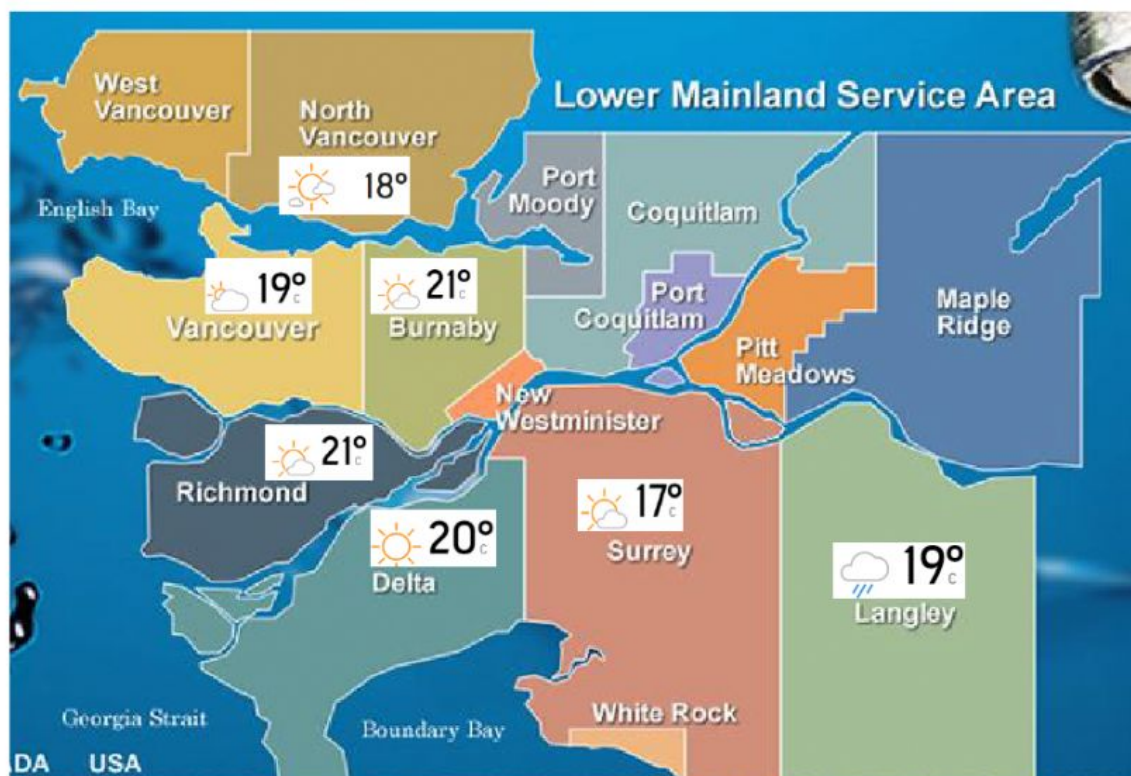 West
Vancouver
North
Vancouver
18°
Lower Mainland Service Area
English Bay
Port
Moody
Coquitlam
19°
c
Vancouver
21°
c
Burnaby
Port
Coquitlam
Maple
Ridge
Pitt
Meadows
New
Westminister
21°
c
Richmond
17°
c
Surrey
20°
c
Delta
19°
c
Langley
Georgia Strait
Boundary Bay
White Rock
ADA
USA